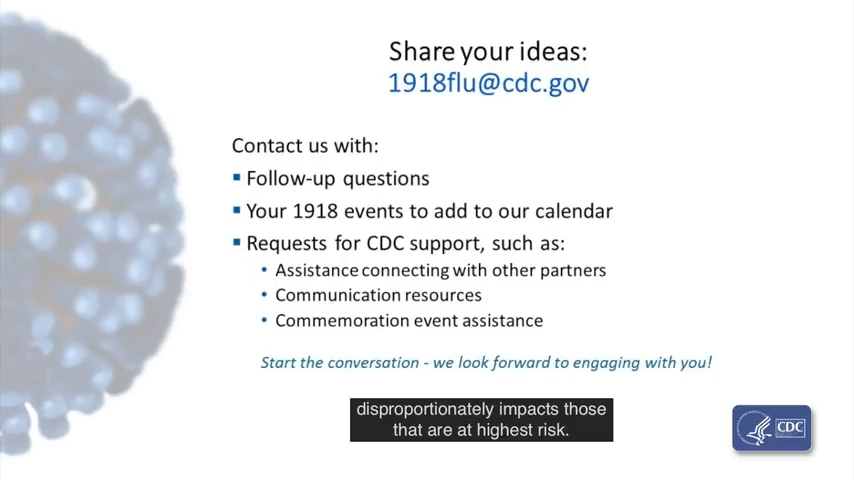 Share your ideas:
1918flu@cdc.gov
Contact us with:
▪ Follow-up questions
▪ Your 1918 events to add to our calendar
▪ Requests for CDC support, such as:
• Assistance connecting with other partners
• Communication resources
• Commemoration event assistance
Start the conversation - we look forward to engaging with you!
disproportionately impacts those
that are at highest risk.
CDC